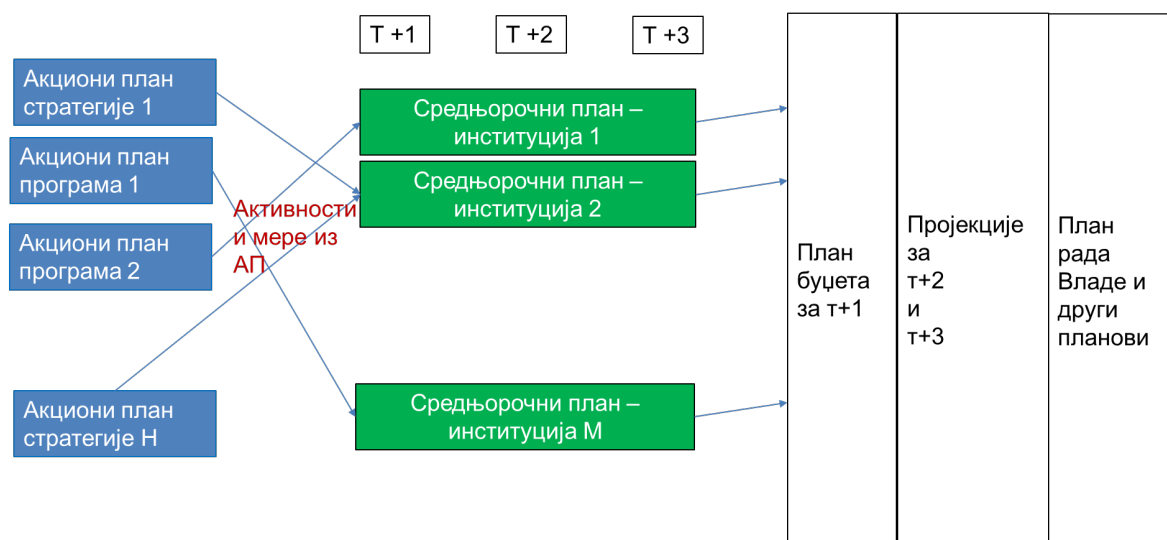 Т +1
Т +2
Т +3
Акциони план
стратегије 1
Акциони план
програма 1
Акциони план
програма 2
Акциони план
стратегије Н
Активности
и мере из
АП
Средњорочни план –
институција 1
Средњорочни план –
институција 2
Средњорочни план –
институција М
План
буџета
за т+1
Пројекције
за
т+2
и
т+3
План
рада
Владе и
други
планови